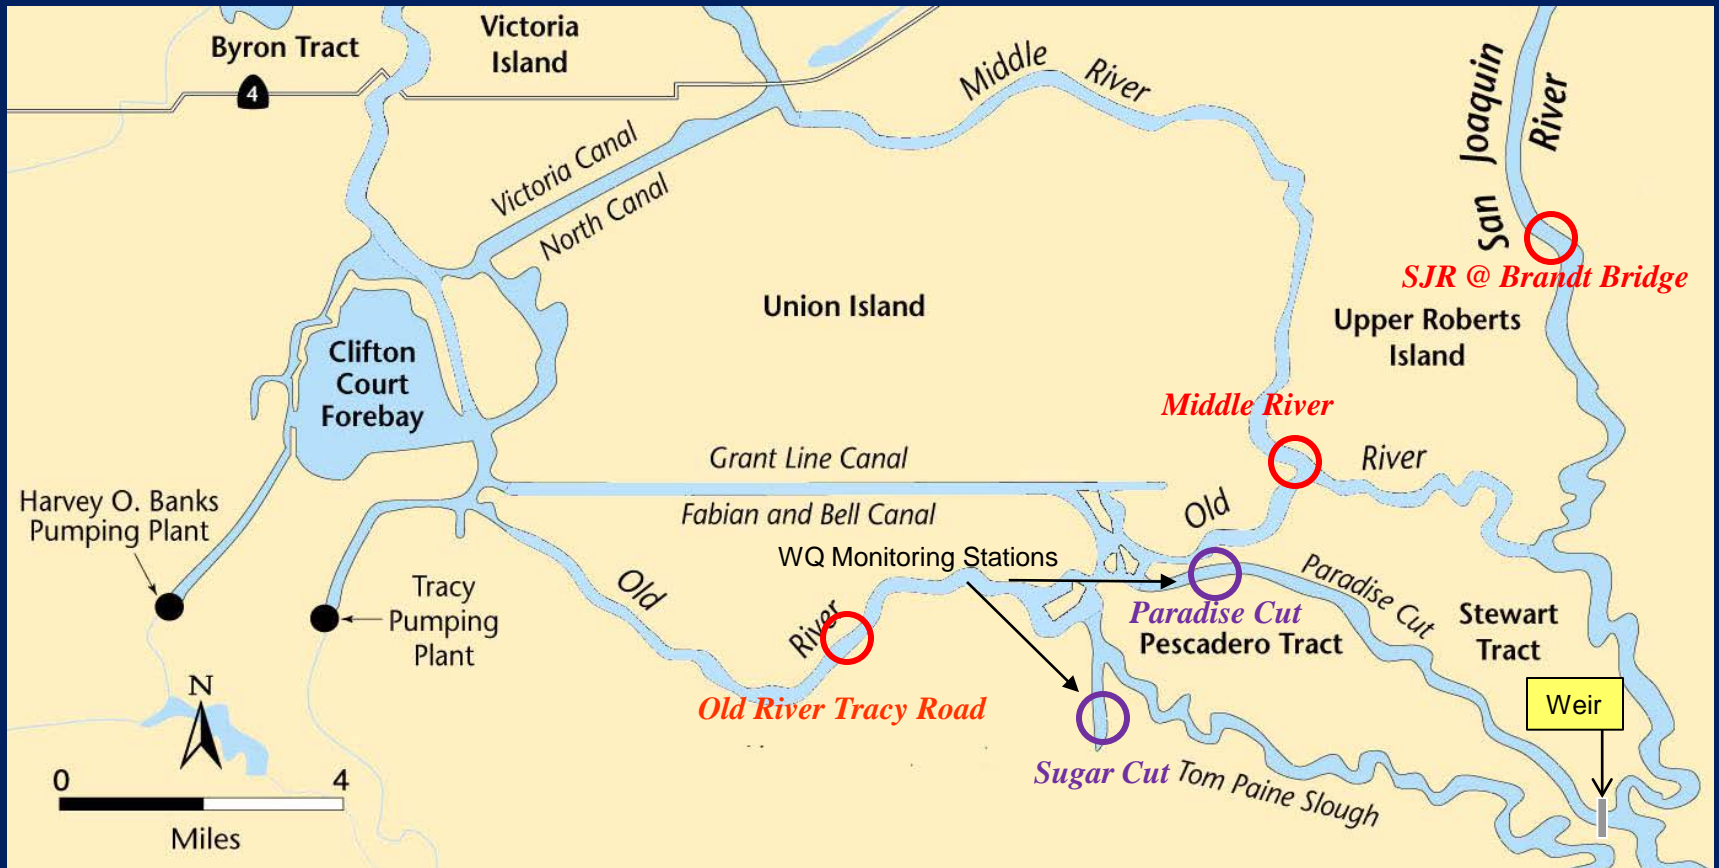 Byron Tract
Victoria
Island
4
Middle River
San Joaquin
River
Victoria Canal
North Canal
SJR @ Brandt Bridge
Union Island
Upper Roberts
Island
Clifton
Court
Forebay
Middle River
Grant Line Canal
River
Harvey O. Banks
Pumping Plant
Fabian and Bell Canal
Old
WQ Monitoring Stations
Old
River
Paradise Cut
Tracy
Pumping
Plant
Paradise Cut
Stewart
Tract
Pescadero Tract
N
Old River Tracy Road
Weir
Sugar Cut
Tom Paine Slough
0 4
Miles